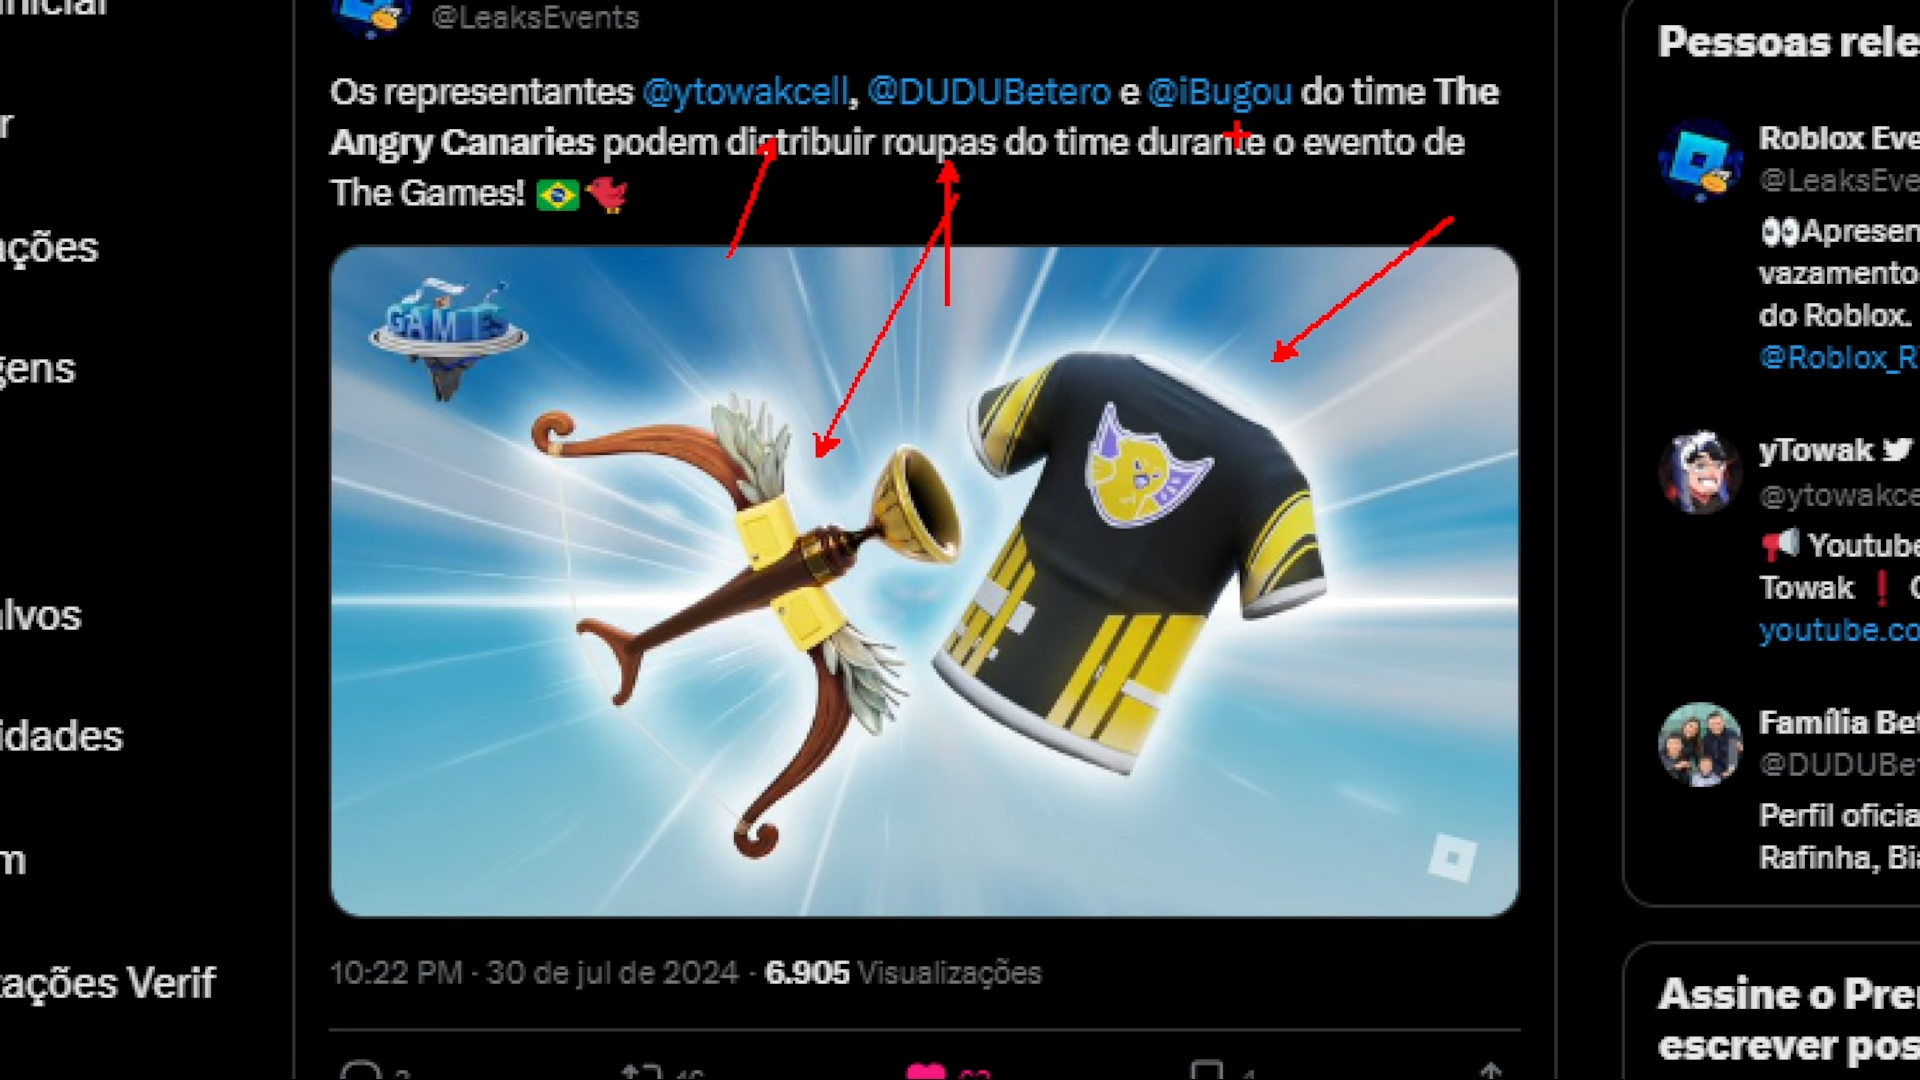 @LeaksEvents
Os representantes @ytowakcell, @DUDUBetero e @iBugou do time The
Angry Canaries podem distribuir roupas do time durante o evento de
The Games!
GAMES
10:22 PM · 30 de jul de 2024 · 6.905 Visualizações
ações
gens
lvos
idades
m
ações Verif
Pessoas rele
Roblox Eve
@LeaksEve
Apresen
vazamento
do Roblox.
@Roblox_R
yTowak
@ytowakce
Youtube
Towak
youtube.co
Família Bet
@DUDUBet
Perfil oficia
Rafinha, Bia
Assine o Prem
escrever pos